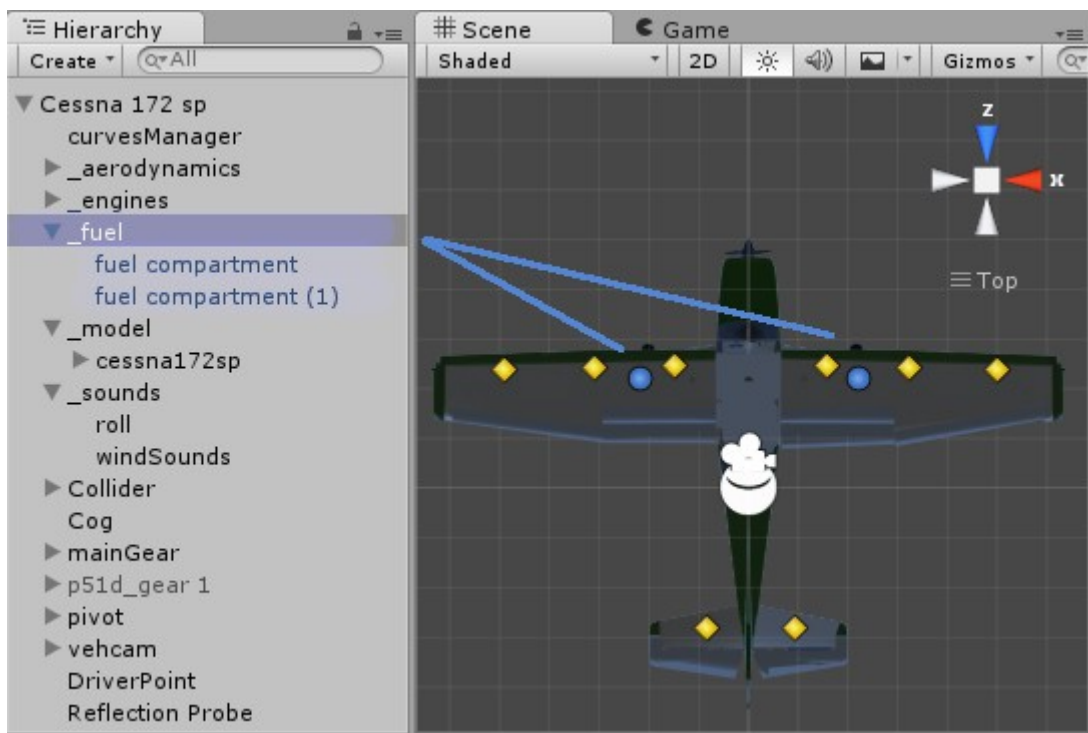 Hierarchy
Create All
Cessna 172 sp
curvesManager
_aerodynamics
_engines
_fuel
fuel compartment
fuel compartment (1)
_model
cessna172sp
_sounds
roll
windSounds
Collider
Cog
mainGear
p51d_gear 1
pivot
vehcam
DriverPoint
Reflection Probe
Scene Game
Shaded 2D Gizmos
z
x
Top